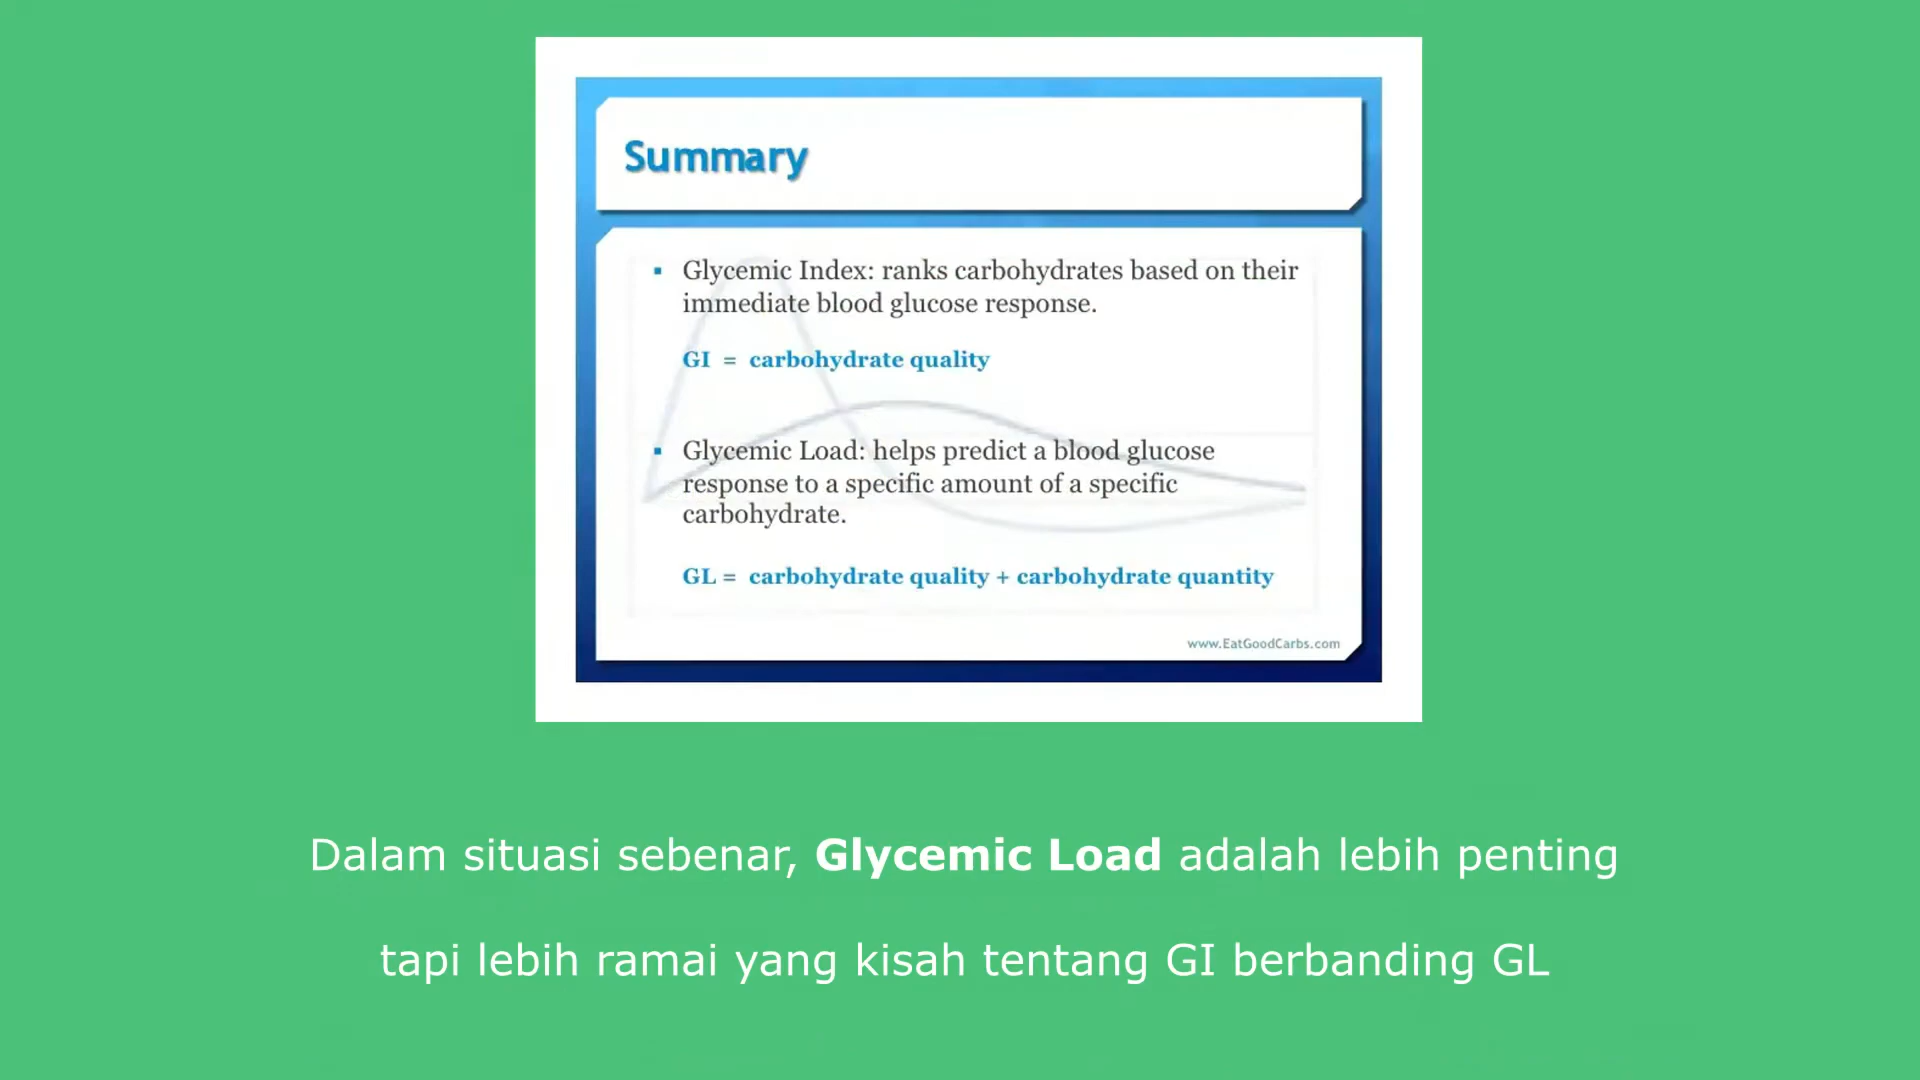 Summary
▪ Glycemic Index: ranks carbohydrates based on their
immediate blood glucose response.
GI = carbohydrate quality
▪ Glycemic Load: helps predict a blood glucose
response to a specific amount of a specific
carbohydrate.
GL = carbohydrate quality + carbohydrate quantity
www.EatGoodCarbs.com
Dalam situasi sebenar, Glycemic Load adalah lebih penting
tapi lebih ramai yang kisah tentang GI berbanding GL